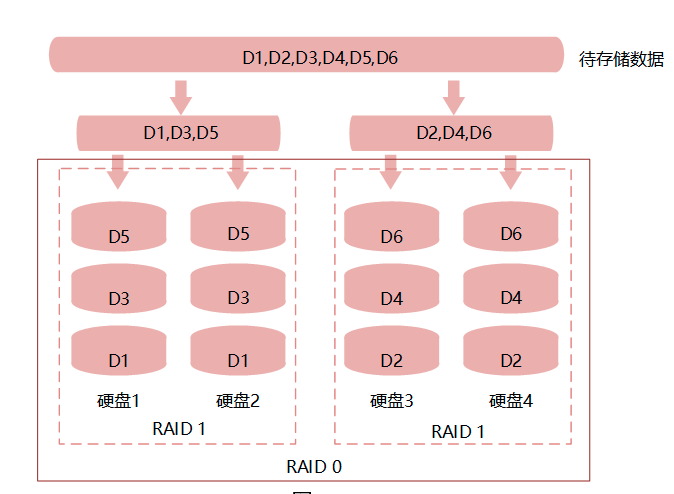 D1,D2,D3,D4,D5,D6 待存储数据
D1,D3,D5 D2,D4,D6
D5 D5 D6 D6
D3 D3 D4 D4
D1 D1 D2 D2
硬盘1 硬盘2 硬盘3 硬盘4
RAID 1 RAID 1
RAID 0